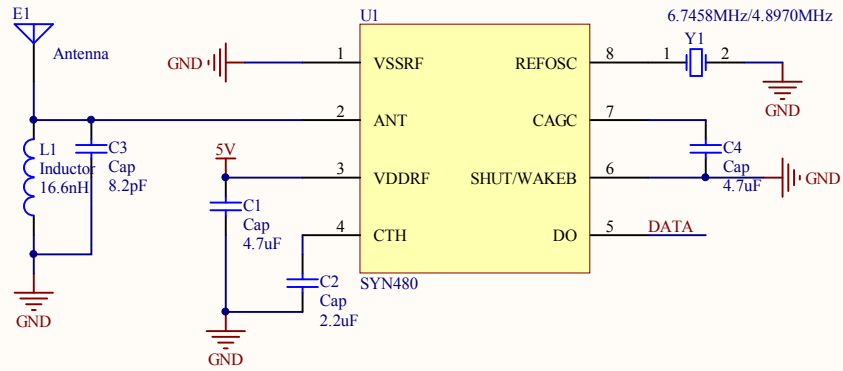 E1
U1
6.7458MHz/4.8970MHz
Antenna
GND
1
VSSRF
REFOSC
8
1
Y1
2
GND
2
ANT
CAGC
7
L1
Inductor
16.6nH
C3
Cap
8.2pF
5V
3
VDDRF
SHUT/WAKEB
6
C4
Cap
4.7uF
GND
C1
Cap
4.7uF
4
CTH
DO
5
DATA
C2
Cap
2.2uF
SYN480
GND
GND